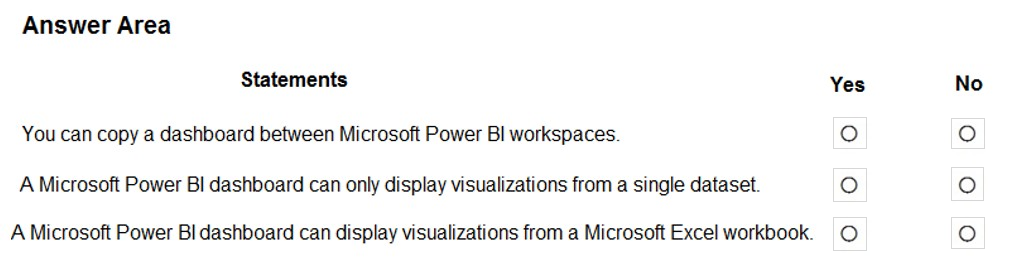 Answer Area
Statements Yes No
You can copy a dashboard between Microsoft Power BI workspaces.
A Microsoft Power BI dashboard can only display visualizations from a single dataset.
A Microsoft Power BI dashboard can display visualizations from a Microsoft Excel workbook.